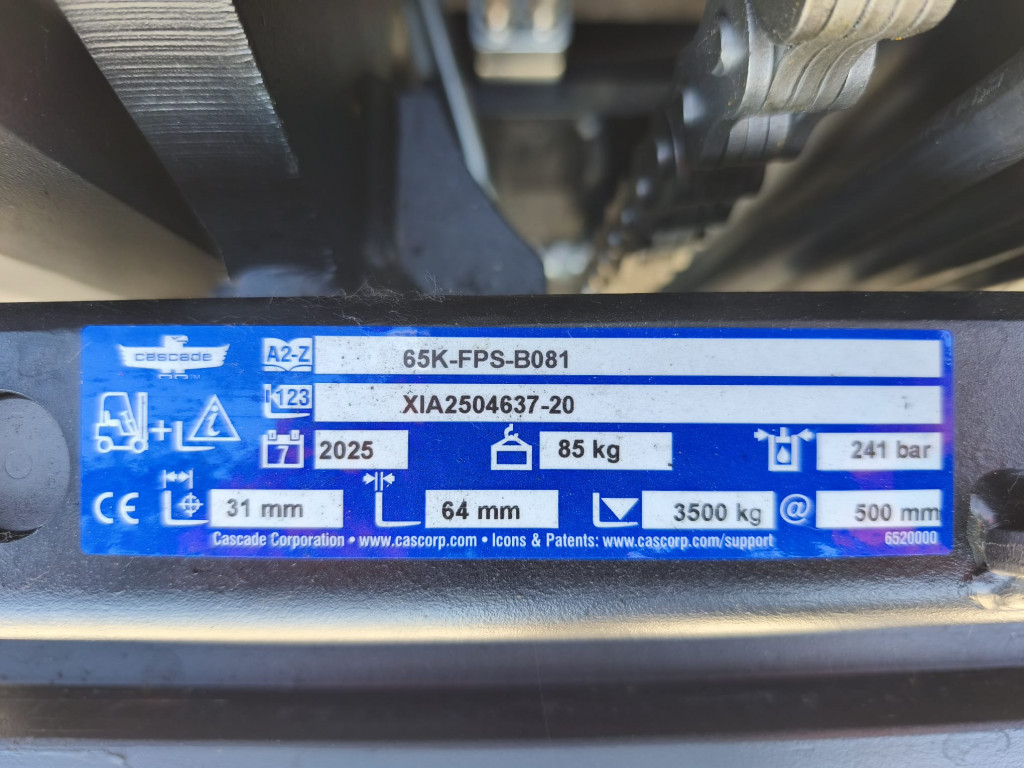 cascade
A2-Z 65K-FPS-B081
123 XIA2504637-20
7 2025 85 kg 241 bar
CE 31 mm 64 mm 3500 kg @ 500 mm
Cascade Corporation • www.cascorp.com • Icons & Patents: www.cascorp.com/support 6520000